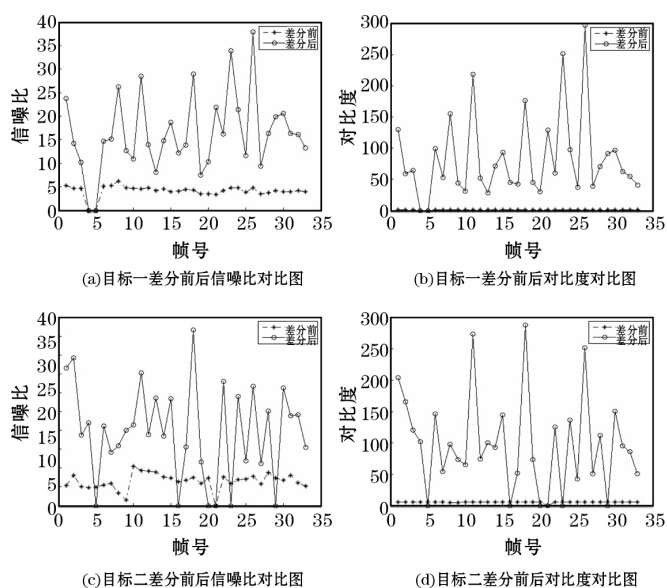 40
35
30
25
20
15
10
5
0
信噪比
差分前
差分后
0 5 10 15 20 25 30 35
帧号
(a)目标一差分前后信噪比对比图
300
250
200
150
100
50
0
对比度
差分前
差分后
0 5 10 15 20 25 30 35
帧号
(b)目标一差分前后对比度对比图
40
40
35
30
25
20
15
10
5
0
信噪比
差分前
差分后
0 5 10 15 20 25 30 35
帧号
(c)目标二差分前后信噪比对比图
300
250
200
150
100
50
0
对比度
差分前
差分后
0 5 10 15 20 25 30 35
帧号
(d)目标二差分前后对比度对比图